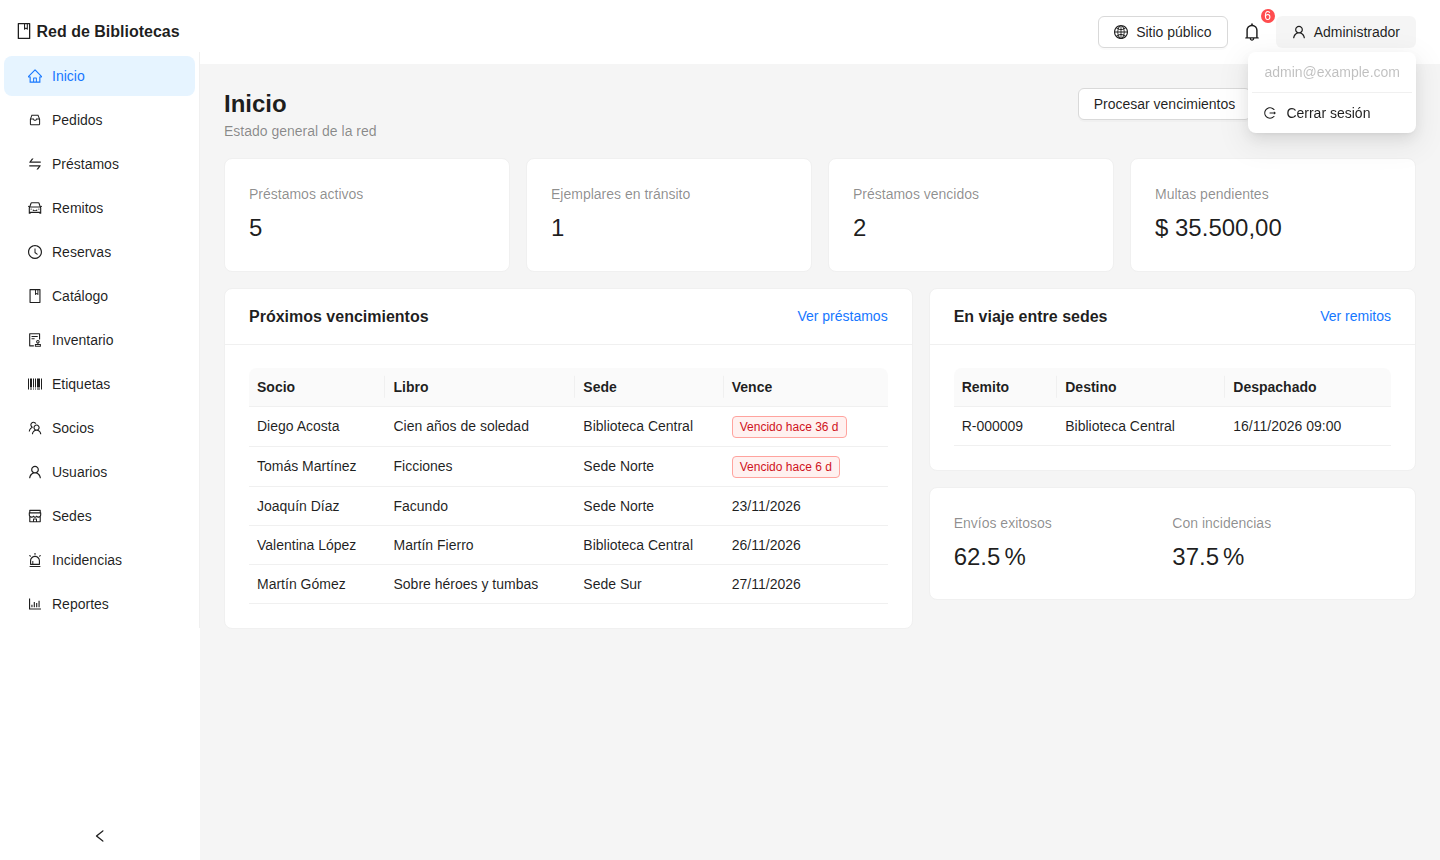 Red de Bibliotecas
Sitio público
6
Administrador
admin@example.com
Cerrar sesión
Inicio
Pedidos
Préstamos
Remitos
Reservas
Catálogo
Inventario
Etiquetas
Socios
Usuarios
Sedes
Incidencias
Reportes
Inicio
Estado general de la red
Procesar vencimientos
Préstamos activos
5
Ejemplares en tránsito
1
Préstamos vencidos
2
Multas pendientes
$ 35.500,00
Próximos vencimientos
Ver préstamos
Socio Libro Sede Vence
Diego Acosta Cien años de soledad Biblioteca Central Vencido hace 36 d
Tomás Martínez Ficciones Sede Norte Vencido hace 6 d
Joaquín Díaz Facundo Sede Norte 23/11/2026
Valentina López Martín Fierro Biblioteca Central 26/11/2026
Martín Gómez Sobre héroes y tumbas Sede Sur 27/11/2026
En viaje entre sedes
Ver remitos
Remito Destino Despachado
R-000009 Biblioteca Central 16/11/2026 09:00
Envíos exitosos
62.5 %
Con incidencias
37.5 %